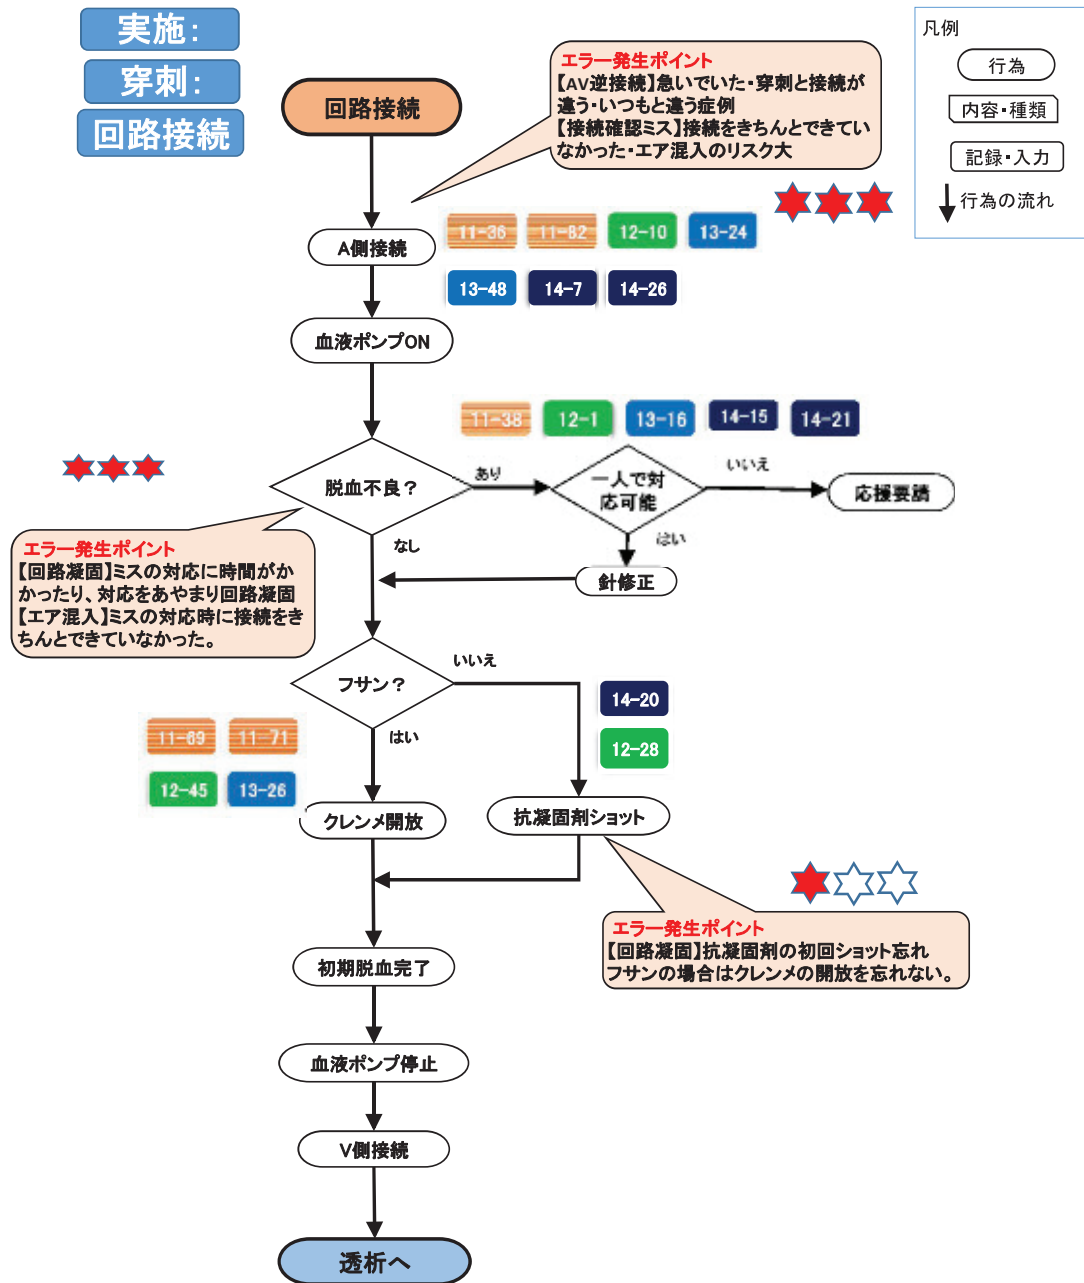 実施：
穿刺：
回路接続
凡例
行為
内容・種類
記録・入力
行為の流れ
回路接続
エラー発生ポイント
【AV逆接続】急いでいた・穿刺と接続が
違う・いつもと違う症例
【接続確認ミス】接続をきちんとできてい
なかった・エア混入のリスク大
A側接続
11-36 11-82 12-10 13-24
13-48 14-7 14-26
血液ポンプON
11-38 12-1 13-16 14-15 14-21
脱血不良？
あり
一人で対
応可能
いいえ
応援要請
なし
はい
針修正
エラー発生ポイント
【回路凝固】ミスの対応に時間がか
かったり、対応をあやまり回路凝固
【エア混入】ミスの対応時に接続をき
ちんとできていなかった。
フサン？
いいえ
はい
14-20
12-28
11-69 11-71
12-45 13-26
クレンメ開放
抗凝固剤ショット
エラー発生ポイント
【回路凝固】抗凝固剤の初回ショット忘れ
フサンの場合はクレンメの開放を忘れない。
初期脱血完了
血液ポンプ停止
V側接続
透析へ